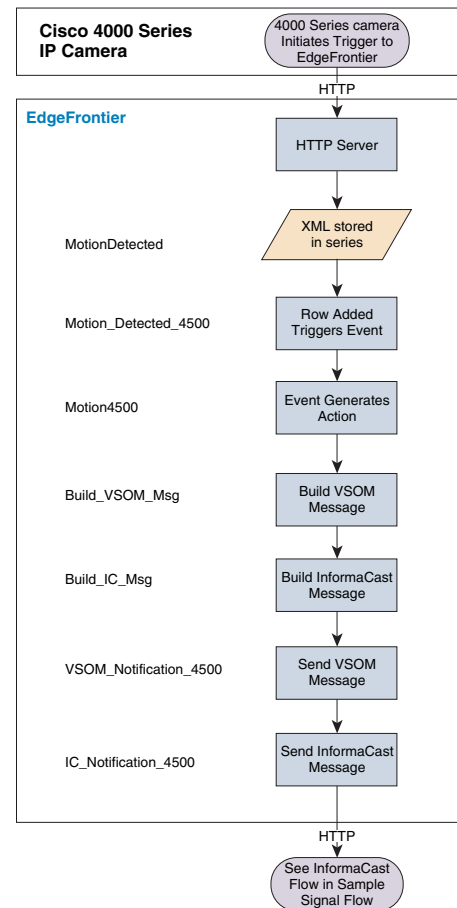 Cisco 4000 Series
IP Camera
4000 Series camera
Initiates Trigger to
EdgeFrontier
HTTP
EdgeFrontier
HTTP Server
MotionDetected
XML stored
in series
Motion_Detected_4500
Row Added
Triggers Event
Motion4500
Event Generates
Action
Build_VSOM_Msg
Build VSOM
Message
Build_IC_Msg
Build InformaCast
Message
VSOM_Notification_4500
Send VSOM
Message
IC_Notification_4500
Send InformaCast
Message
HTTP
See InformaCast
Flow in Sample
Signal Flow